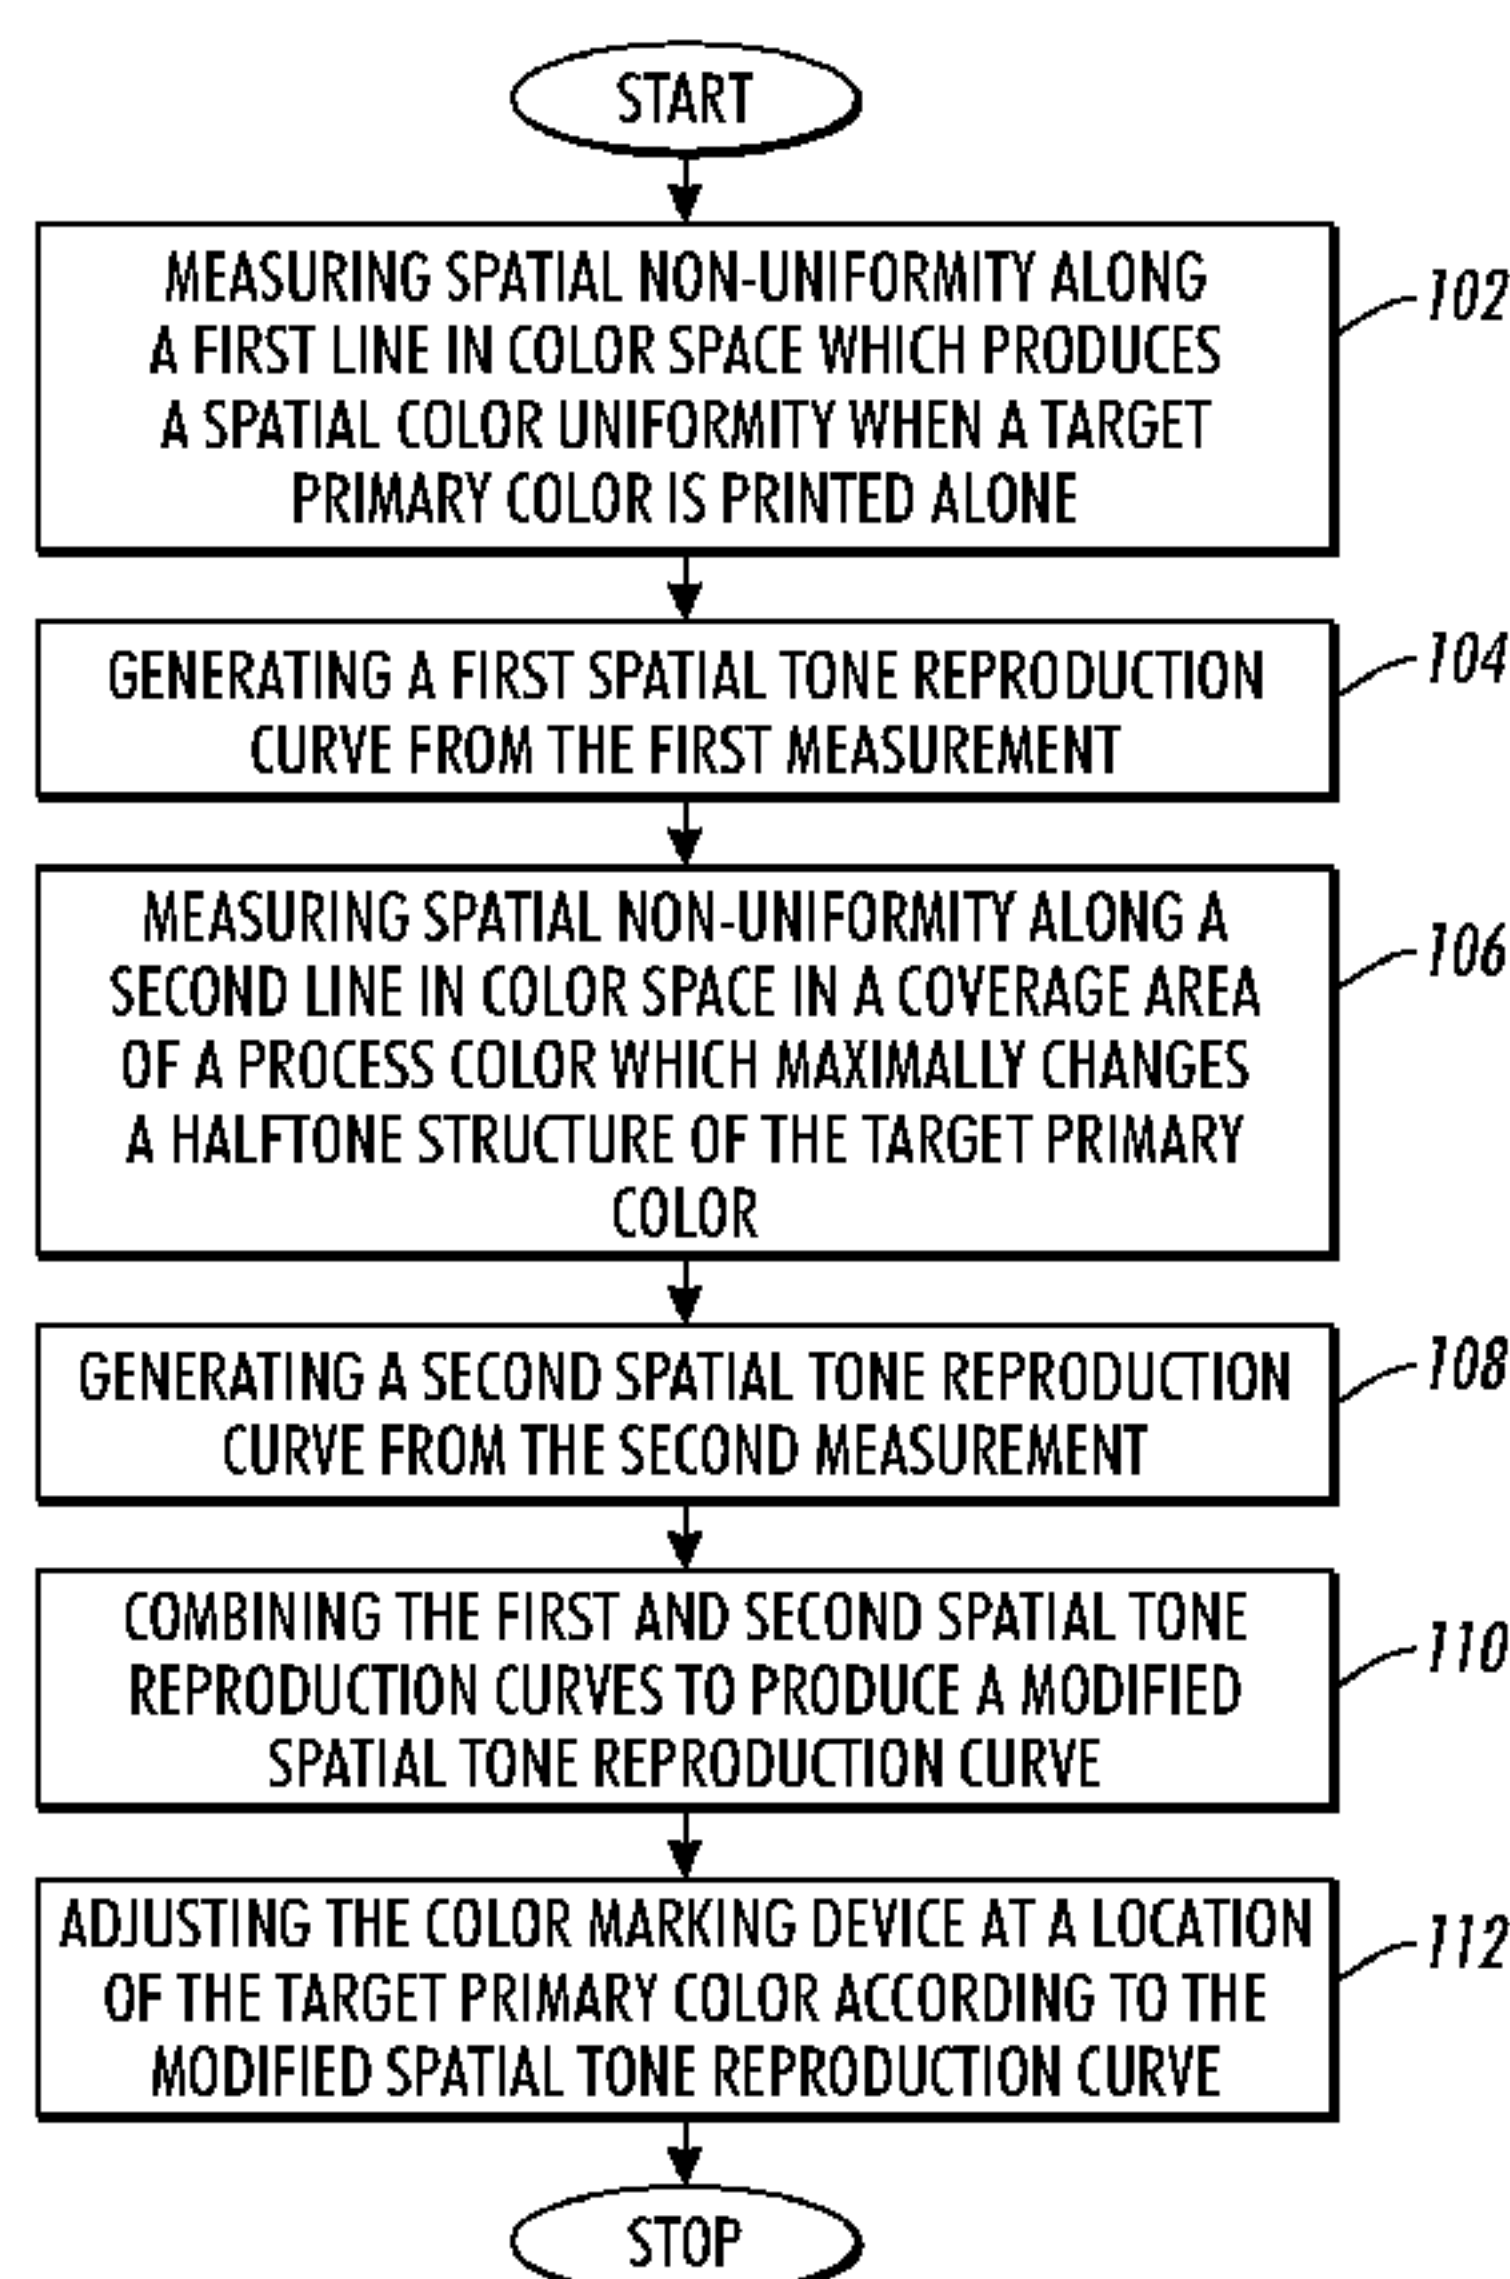 START
MEASURING SPATIAL NON-UNIFORMITY ALONG
A FIRST LINE IN COLOR SPACE WHICH PRODUCES
A SPATIAL COLOR UNIFORMITY WHEN A TARGET
PRIMARY COLOR IS PRINTED ALONE
102
GENERATING A FIRST SPATIAL TONE REPRODUCTION
CURVE FROM THE FIRST MEASUREMENT
104
MEASURING SPATIAL NON-UNIFORMITY ALONG A
SECOND LINE IN COLOR SPACE IN A COVERAGE AREA
OF A PROCESS COLOR WHICH MAXIMALLY CHANGES
A HALFTONE STRUCTURE OF THE TARGET PRIMARY
COLOR
106
GENERATING A SECOND SPATIAL TONE REPRODUCTION
CURVE FROM THE SECOND MEASUREMENT
108
COMBINING THE FIRST AND SECOND SPATIAL TONE
REPRODUCTION CURVES TO PRODUCE A MODIFIED
SPATIAL TONE REPRODUCTION CURVE
110
ADJUSTING THE COLOR MARKING DEVICE AT A LOCATION
OF THE TARGET PRIMARY COLOR ACCORDING TO THE
MODIFIED SPATIAL TONE REPRODUCTION CURVE
112
STOP